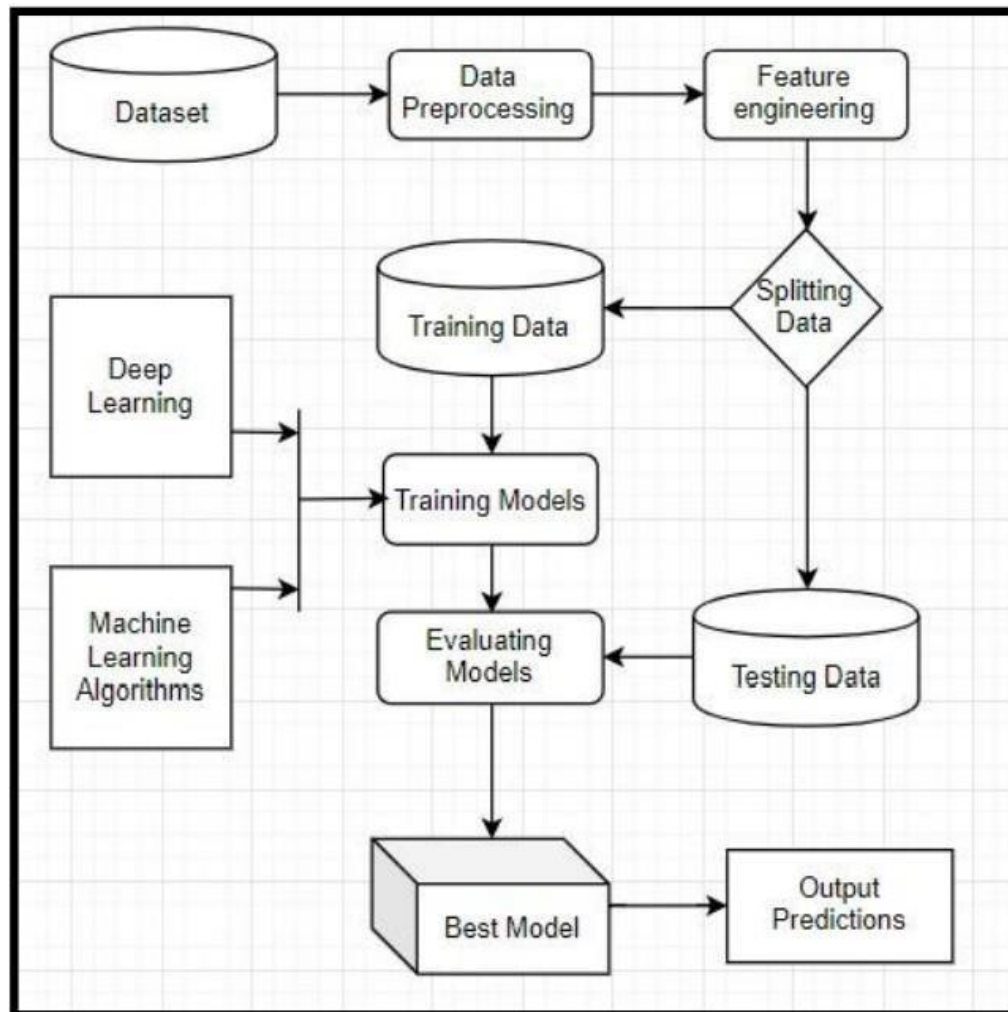 Dataset
Data
Preprocessing
Feature
engineering
Splitting
Data
Training Data
Deep
Learning
Training Models
Machine
Learning
Algorithms
Evaluating
Models
Testing Data
Best Model
Output
Predictions